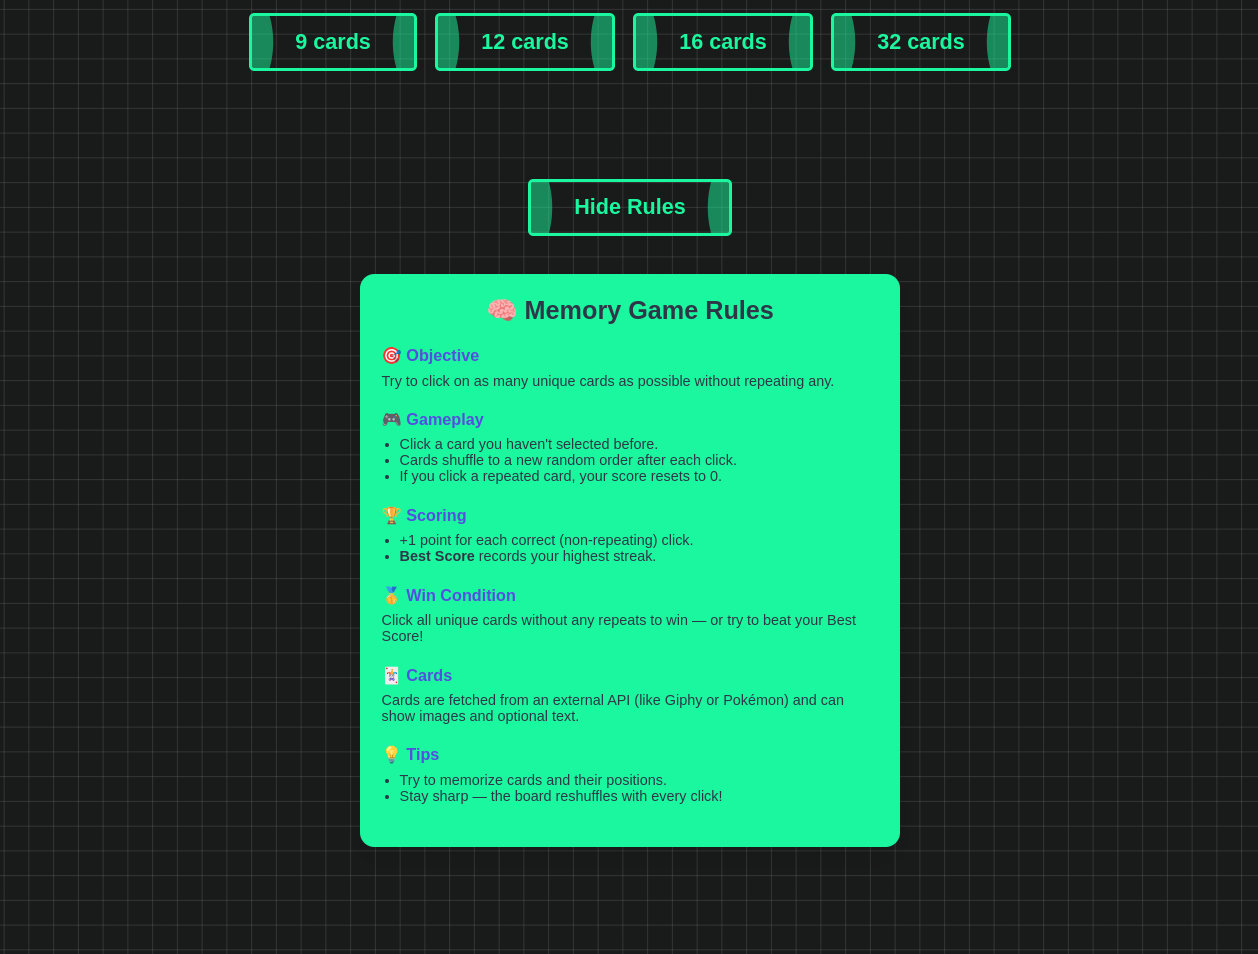 9 cards
12 cards
16 cards
32 cards
Hide Rules
🧠 Memory Game Rules
🎯 Objective
Try to click on as many unique cards as possible without repeating any.
🎮 Gameplay
• Click a card you haven't selected before.
• Cards shuffle to a new random order after each click.
• If you click a repeated card, your score resets to 0.
🏆 Scoring
• +1 point for each correct (non-repeating) click.
• Best Score records your highest streak.
🥇 Win Condition
Click all unique cards without any repeats to win — or try to beat your Best
Score!
🃏 Cards
Cards are fetched from an external API (like Giphy or Pokémon) and can
show images and optional text.
💡 Tips
• Try to memorize cards and their positions.
• Stay sharp — the board reshuffles with every click!